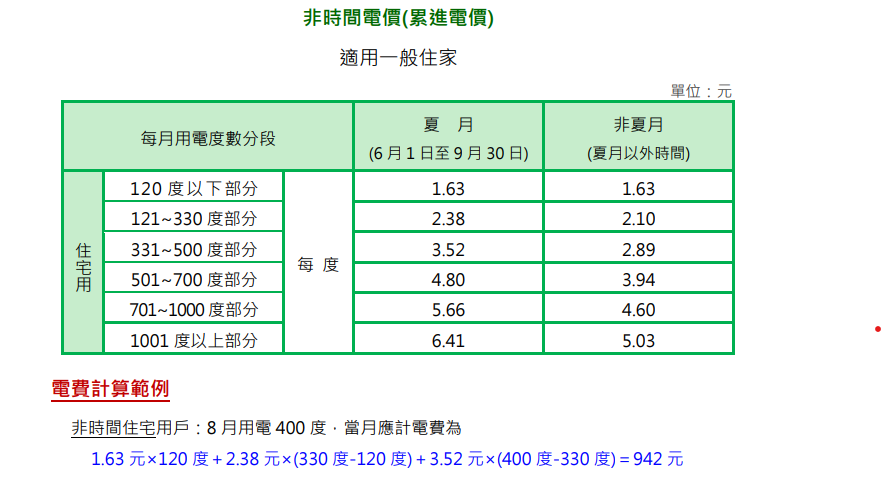 非時間電價(累進電價)
適用一般住家
單位：元
每月用電度數分段 夏 月 非夏月
(6 月 1 日至 9 月 30 日) (夏月以外時間)
住宅用 每 度
120 度以下部分 1.63 1.63
121~330 度部分 2.38 2.10
331~500 度部分 3.52 2.89
501~700 度部分 4.80 3.94
701~1000 度部分 5.66 4.60
1001 度以上部分 6.41 5.03
電費計算範例
非時間住宅用戶：8 月用電 400 度，當月應計電費為
1.63 元×120 度＋2.38 元×(330 度-120 度)＋3.52 元×(400 度-330 度)＝942 元